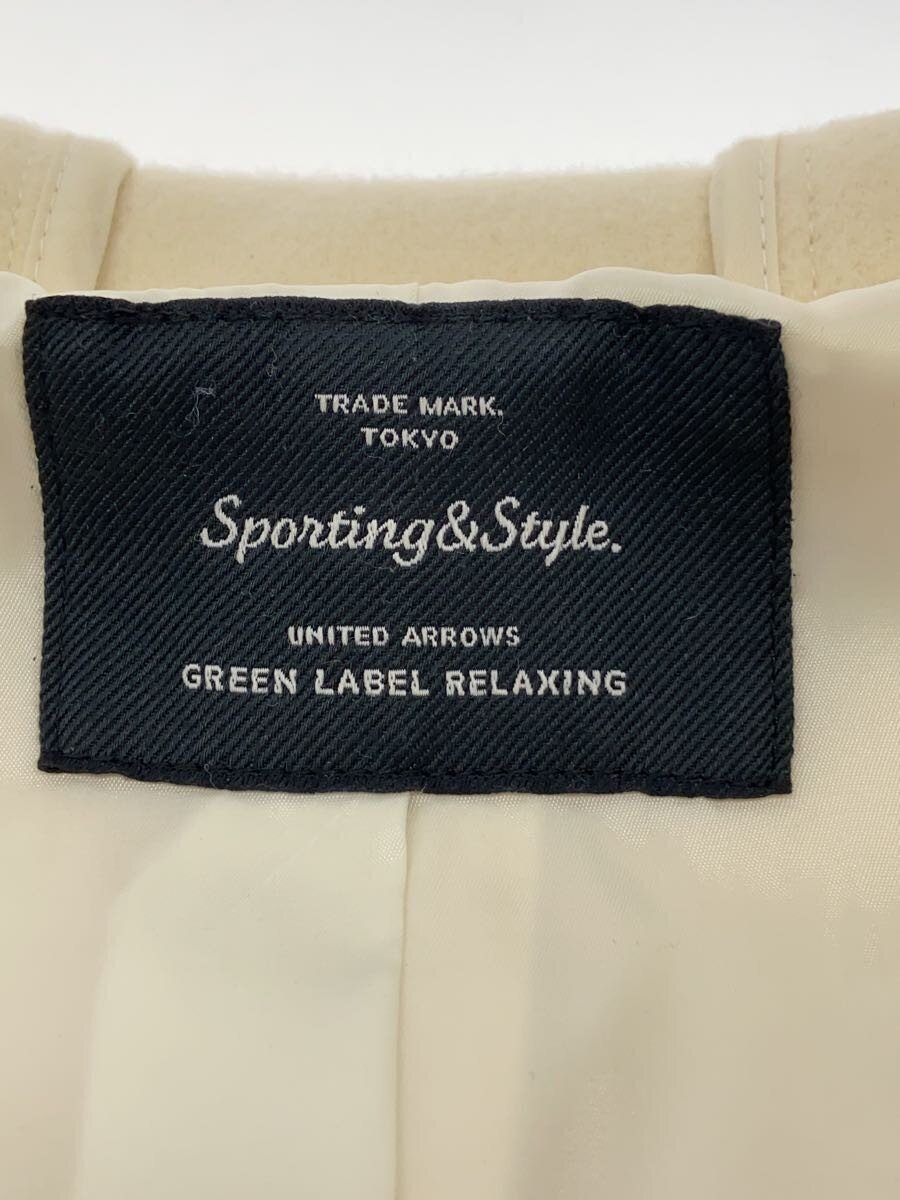 TRADE MARK.
TOKYO
Sporting&Style.
UNITED ARROWS
GREEN LABEL RELAXING